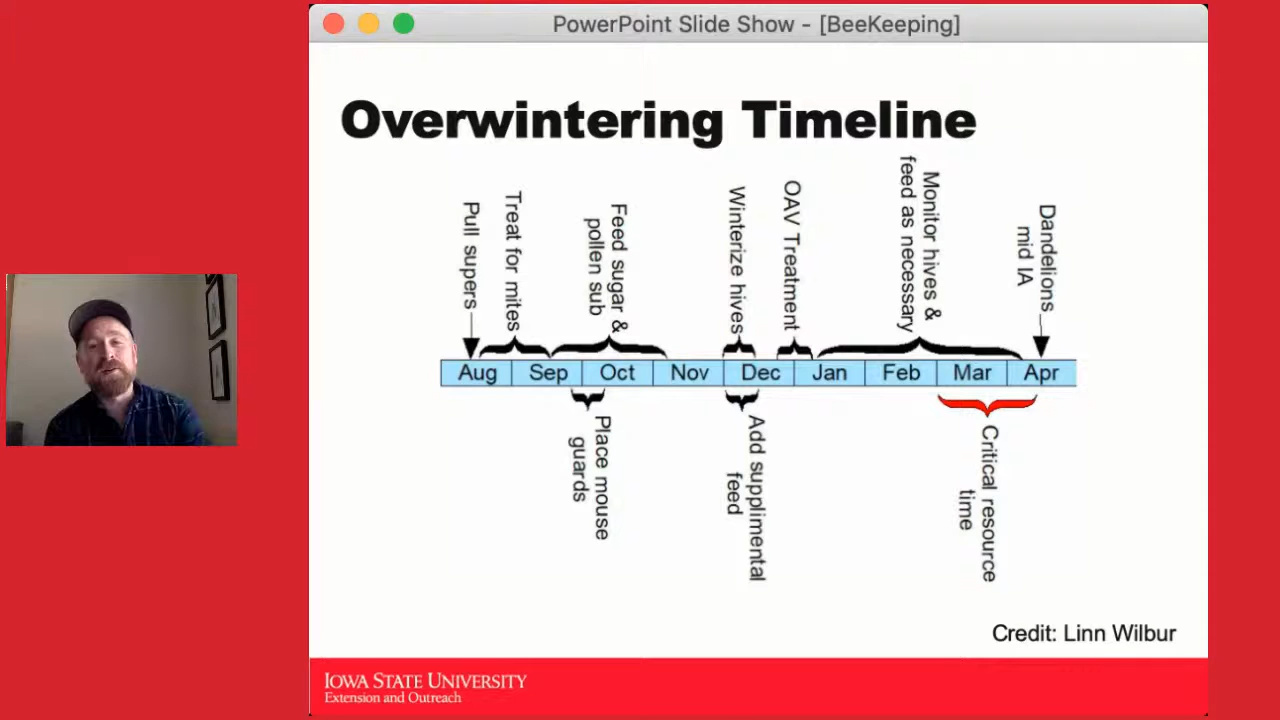 PowerPoint Slide Show - [BeeKeeping]
Overwintering Timeline
Pull supers
Treat for mites
Feed sugar &
pollen sub
Winterize hives
OAV Treatment
Monitor hives &
feed as necessary
Dandelions
mid IA
Aug Sep Oct Nov Dec Jan Feb Mar Apr
Place mouse
guards
Add supplimental
feed
Critical resource
time
Credit: Linn Wilbur
IOWA STATE UNIVERSITY
Extension and Outreach